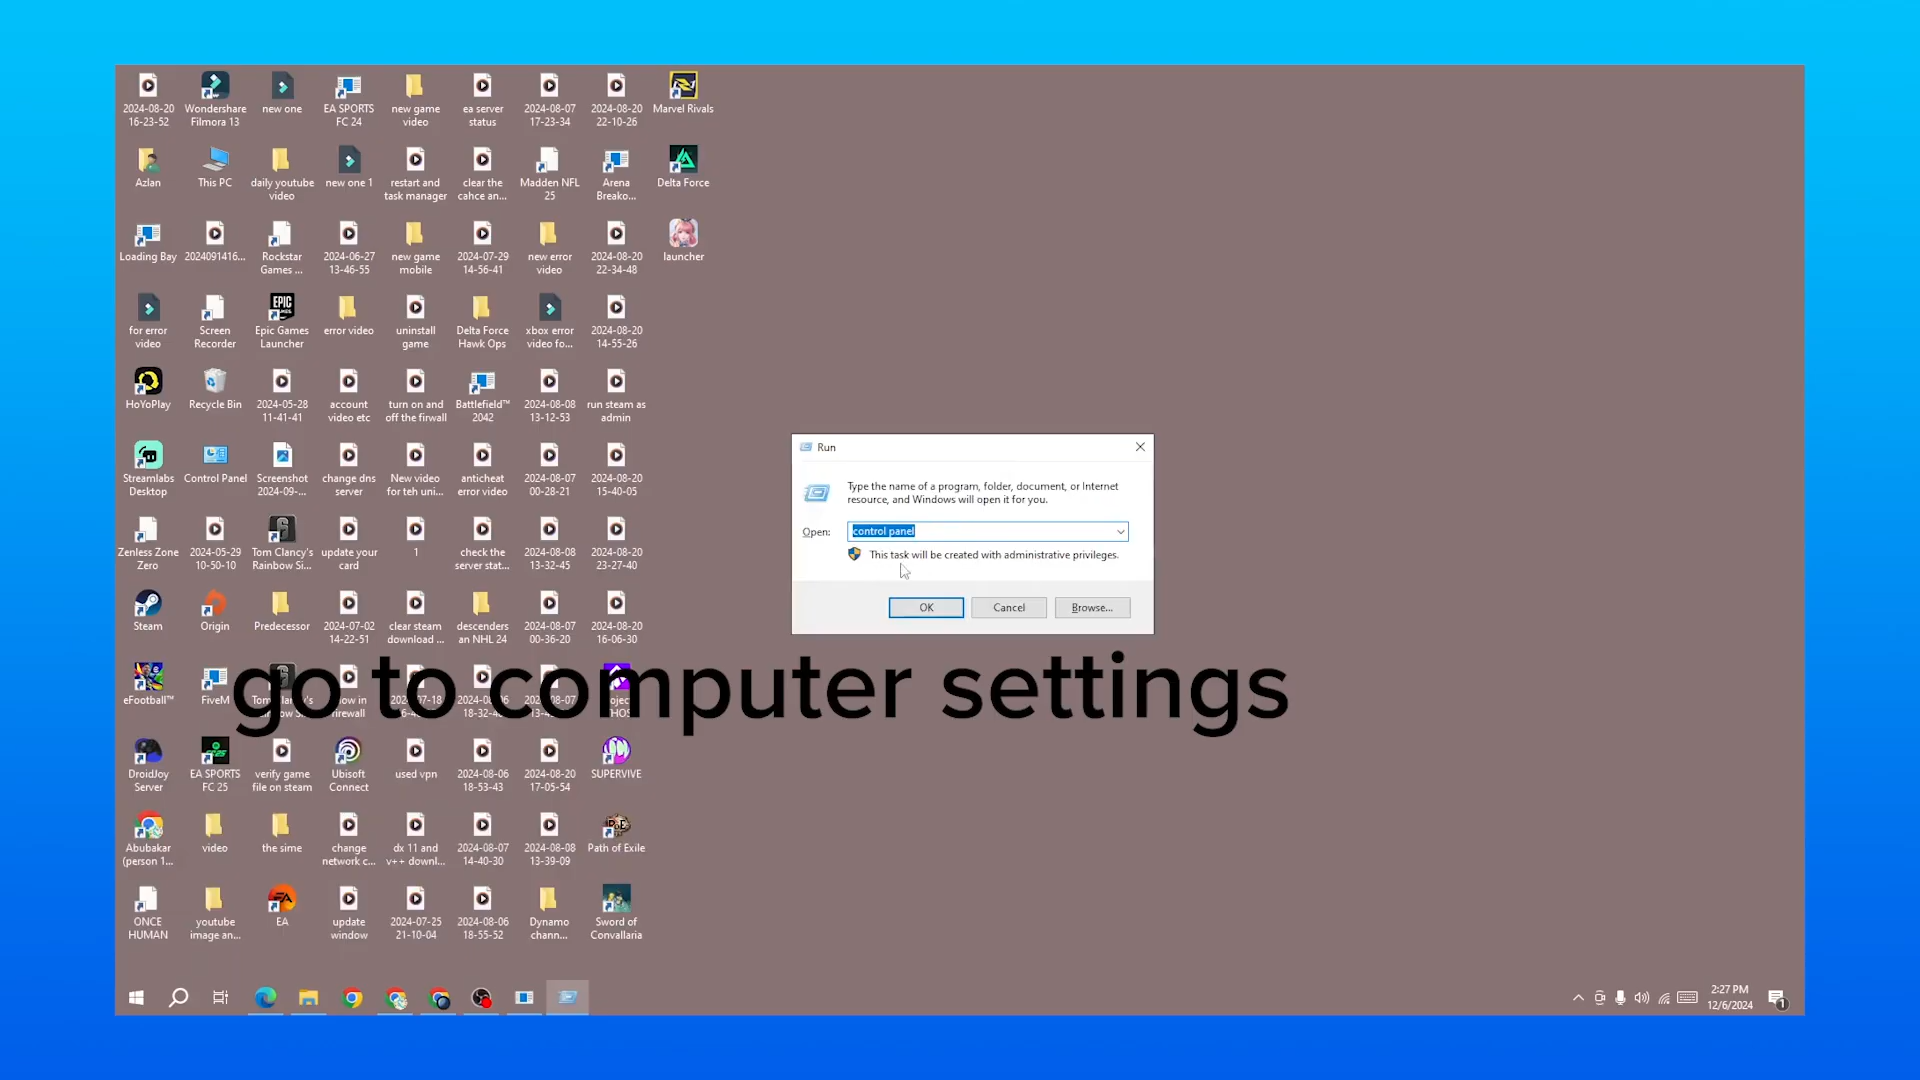 2024-08-20 16-23-52
Wondershare Filmora 13
new one
EA SPORTS FC 24
new game video
ea server status
2024-08-07 17-23-34
2024-08-20 22-10-26
Marvel Rivals
Azlan
This PC
daily youtube video
new one 1
restart and task manager
clear the cahce an...
Madden NFL 25
Arena Breako...
Delta Force
Loading Bay
2024091416...
Rockstar Games ...
2024-06-27 13-46-55
new game mobile
2024-07-29 14-56-41
new error video
2024-08-20 22-34-48
launcher
for error video
Screen Recorder
Epic Games Launcher
error video
uninstall game
Delta Force Hawk Ops
xbox error video fo...
2024-08-20 14-55-26
HoYoPlay
Recycle Bin
2024-05-28 11-41-41
account video etc
turn on and off the firwall
Battlefield™ 2042
2024-08-08 13-12-53
run steam as admin
Streamlabs Desktop
Control Panel
Screenshot 2024-09-...
change dns server
New video for teh uni...
anticheat error video
2024-08-07 00-28-21
2024-08-20 15-40-05
Zenless Zone Zero
2024-05-29 10-50-10
Tom Clancy's Rainbow Si...
update your card
1
check the server stat...
2024-08-08 13-32-45
2024-08-20 23-27-40
Steam
Origin
Predecessor
2024-07-02 14-22-51
clear steam download ...
descenders an NHL 24
2024-08-07 00-36-20
2024-08-20 16-06-30
eFootball™
FiveM
DroidJoy Server
EA SPORTS FC 25
verify game file on steam
Ubisoft Connect
used vpn
2024-08-06 18-53-43
2024-08-20 17-05-54
SUPERVIVE
Abubakar (person 1...
video
the sime
change network c...
dx 11 and v++ downl...
2024-08-07 14-40-30
2024-08-08 13-39-09
Path of Exile
ONCE HUMAN
youtube image an...
EA
update window
2024-07-25 21-10-04
2024-08-06 18-55-52
Dynamo chann...
Sword of Convallaria
Run
Type the name of a program, folder, document, or Internet
resource, and Windows will open it for you.
Open: control panel
This task will be created with administrative privileges.
OK Cancel Browse...
go to computer settings
2:27 PM
12/6/2024
1